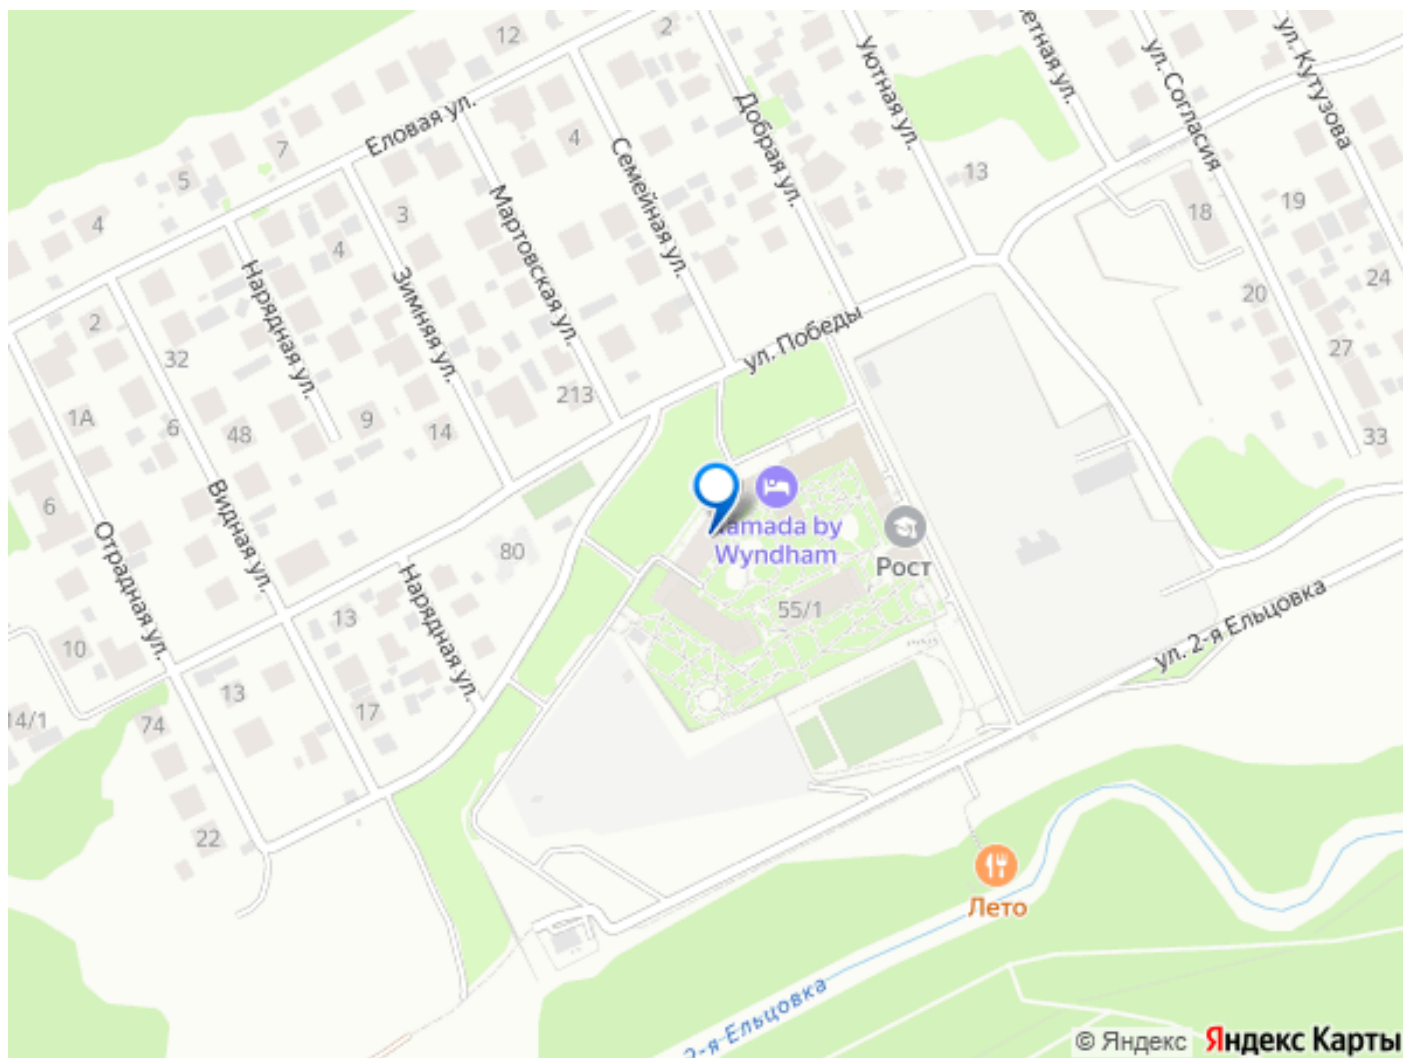 12
2
Еловая ул.
7
5
4
4
3
4
Семейная ул.
Добрая ул.
Уютная ул.
етная ул.
ул. Согласия
ул. Кутузова
13
18
19
24
20
27
33
Мартовская ул.
Зимняя ул.
Нарядная ул.
2
32
1А
6
48
9
14
213
ул. Победы
6
Отрадная ул.
Видная ул.
80
Нарядная ул.
13
10
13
17
14/1
74
22
Ramada by
Wyndham
Рост
55/1
ул. 2-я Ельцовка
Лето
2-я Ельцовка
© Яндекс
Яндекс Карты